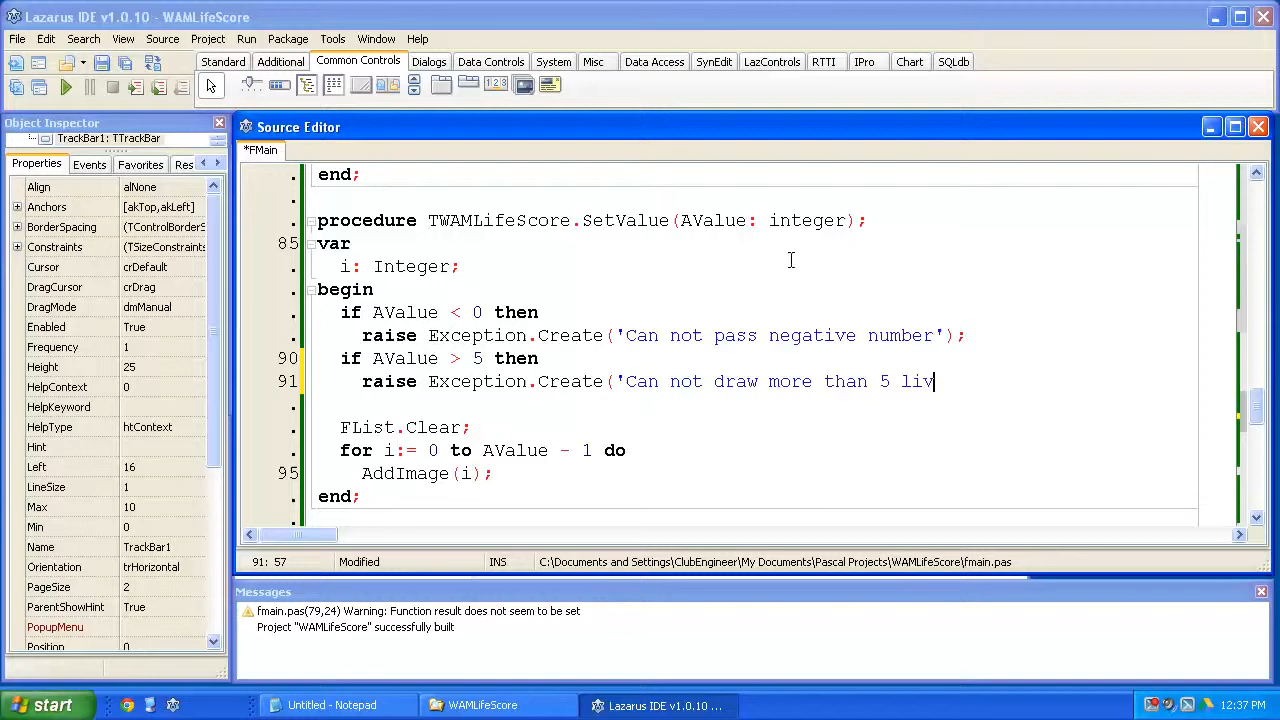 Lazarus IDE v1.0.10 - WAMLifeScore
File Edit Search View Source Project Run Package Tools Window Help
Standard Additional Common Controls Dialogs Data Controls System Misc Data Access SynEdit LazControls RTTI IPro Chart SQLdb
Object Inspector
TrackBar1: TTrackBar
Properties Events Favorites Res
Align alNone
Anchors [akTop,akLeft]
BorderSpacing (TControlBorderS
Constraints (TSizeConstraints
Cursor crDefault
DragCursor crDrag
DragMode dmManual
Enabled True
Frequency 1
Height 25
HelpContext 0
HelpKeyword
HelpType htContext
Hint
Left 16
LineSize 1
Max 10
Min 0
Name TrackBar1
Orientation trHorizontal
PageSize 2
ParentShowHint True
PopupMenu
Position 0
Source Editor
*FMain
. end;
.
. procedure TWAMLifeScore.SetValue(AValue: integer);
85 var
. i: Integer;
. begin
. if AValue < 0 then
. raise Exception.Create('Can not pass negative number');
90 if AValue > 5 then
91 raise Exception.Create('Can not draw more than 5 liv
.
. FList.Clear;
. for i:= 0 to AValue - 1 do
95 AddImage(i);
. end;
.
91: 57 Modified INS C:\Documents and Settings\ClubEngineer\My Documents\Pascal Projects\WAMLifeScore\fmain.pas
Messages
fmain.pas(79,24) Warning: Function result does not seem to be set
Project "WAMLifeScore" successfully built
start Untitled - Notepad WAMLifeScore Lazarus IDE v1.0.10 ... 12:37 PM